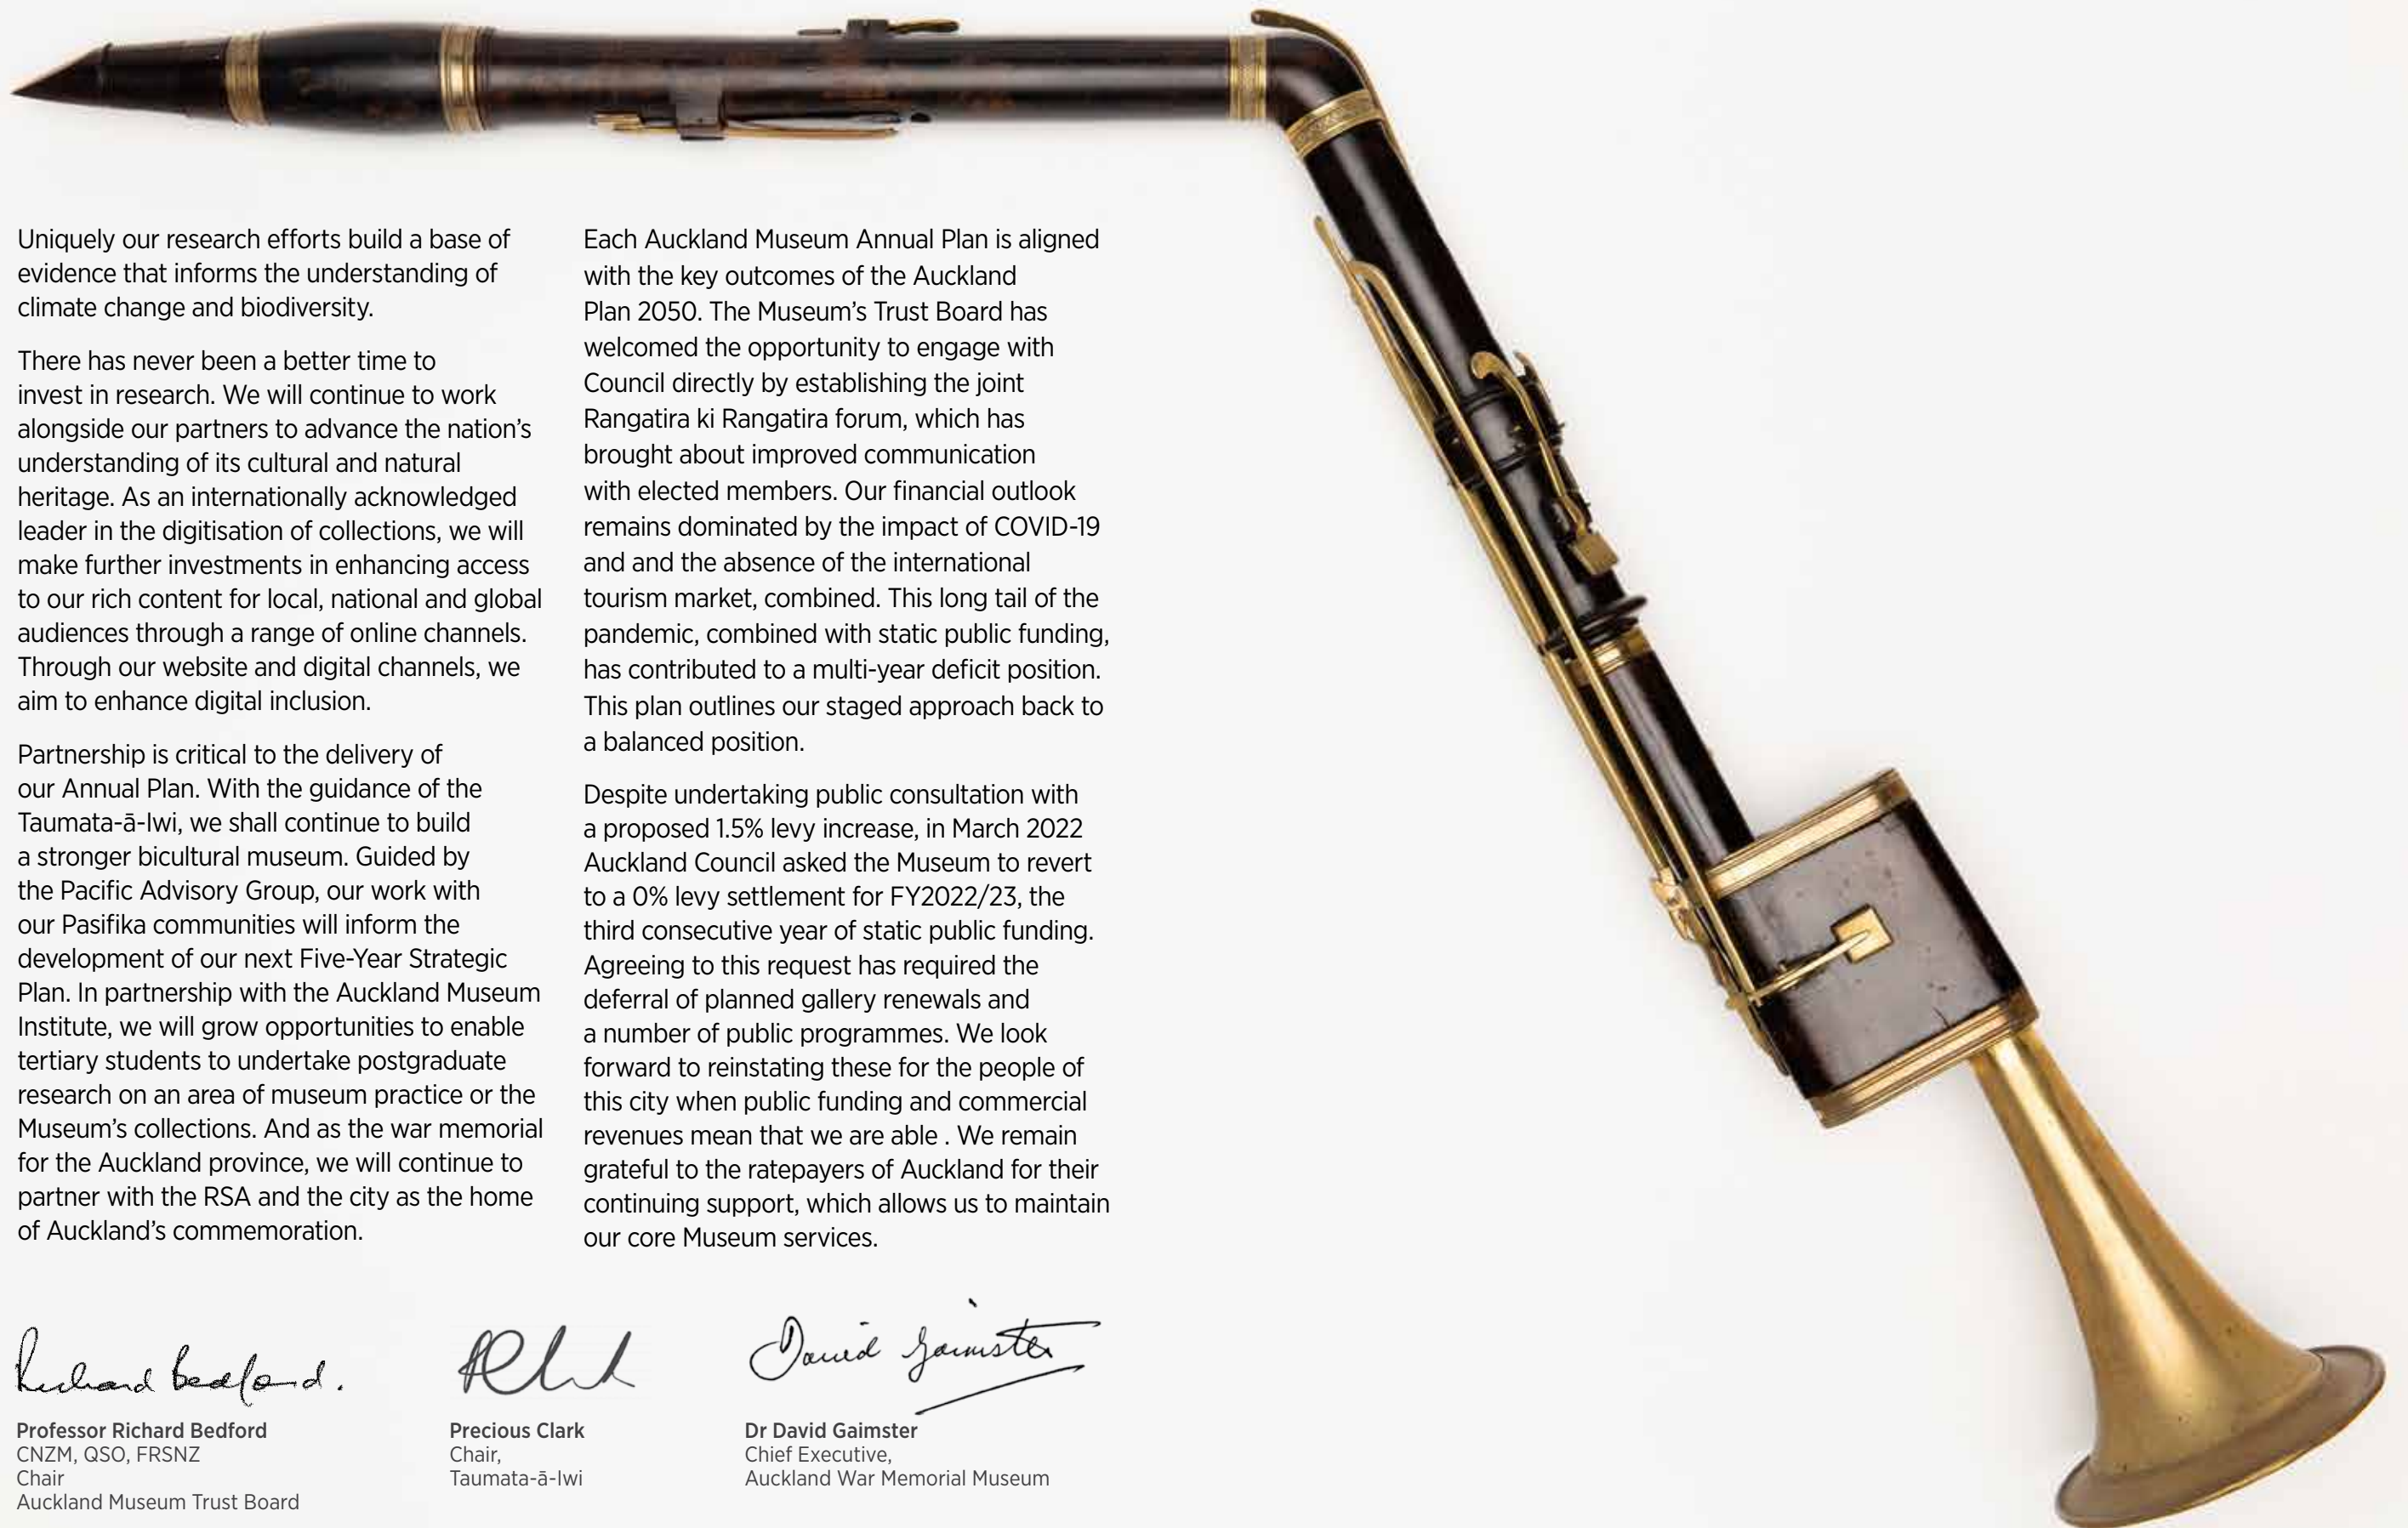 Uniquely our research efforts build a base of
evidence that informs the understanding of
climate change and biodiversity.
There has never been a better time to
invest in research. We will continue to work
alongside our partners to advance the nation’s
understanding of its cultural and natural
heritage. As an internationally acknowledged
leader in the digitisation of collections, we will
make further investments in enhancing access
to our rich content for local, national and global
audiences through a range of online channels.
Through our website and digital channels, we
aim to enhance digital inclusion.
Partnership is critical to the delivery of
our Annual Plan. With the guidance of the
Taumata-ā-Iwi, we shall continue to build
a stronger bicultural museum. Guided by
the Pacific Advisory Group, our work with
our Pasifika communities will inform the
development of our next Five-Year Strategic
Plan. In partnership with the Auckland Museum
Institute, we will grow opportunities to enable
tertiary students to undertake postgraduate
research on an area of museum practice or the
Museum’s collections. And as the war memorial
for the Auckland province, we will continue to
partner with the RSA and the city as the home
of Auckland’s commemoration.
Each Auckland Museum Annual Plan is aligned
with the key outcomes of the Auckland
Plan 2050. The Museum’s Trust Board has
welcomed the opportunity to engage with
Council directly by establishing the joint
Rangatira ki Rangatira forum, which has
brought about improved communication
with elected members. Our financial outlook
remains dominated by the impact of COVID-19
and and the absence of the international
tourism market, combined. This long tail of the
pandemic, combined with static public funding,
has contributed to a multi-year deficit position.
This plan outlines our staged approach back to
a balanced position.
Despite undertaking public consultation with
a proposed 1.5% levy increase, in March 2022
Auckland Council asked the Museum to revert
to a 0% levy settlement for FY2022/23, the
third consecutive year of static public funding.
Agreeing to this request has required the
deferral of planned gallery renewals and
a number of public programmes. We look
forward to reinstating these for the people of
this city when public funding and commercial
revenues mean that we are able . We remain
grateful to the ratepayers of Auckland for their
continuing support, which allows us to maintain
our core Museum services.
Richard Bedford.
David Gaimster
Professor Richard Bedford
CNZM, QSO, FRSNZ
Chair
Auckland Museum Trust Board
Precious Clark
Chair,
Taumata-ā-Iwi
Dr David Gaimster
Chief Executive,
Auckland War Memorial Museum